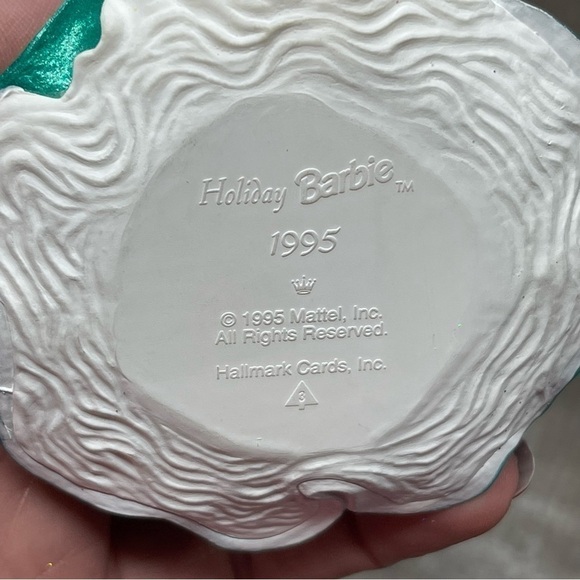 Holiday Barbie™
1995
© 1995 Mattel, Inc.
All Rights Reserved.
Hallmark Cards, Inc.
3